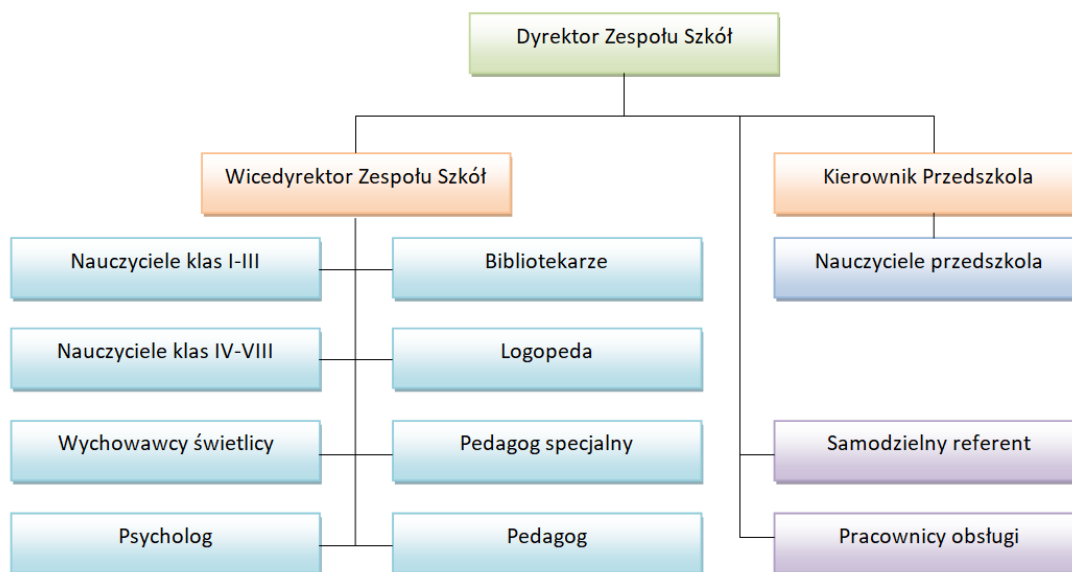 Dyrektor Zespołu Szkół
Wicedyrektor Zespołu Szkół
Kierownik Przedszkola
Nauczyciele klas I-III
Bibliotekarze
Nauczyciele przedszkola
Nauczyciele klas IV-VIII
Logopeda
Wychowawcy świetlicy
Pedagog specjalny
Samodzielny referent
Psycholog
Pedagog
Pracownicy obsługi